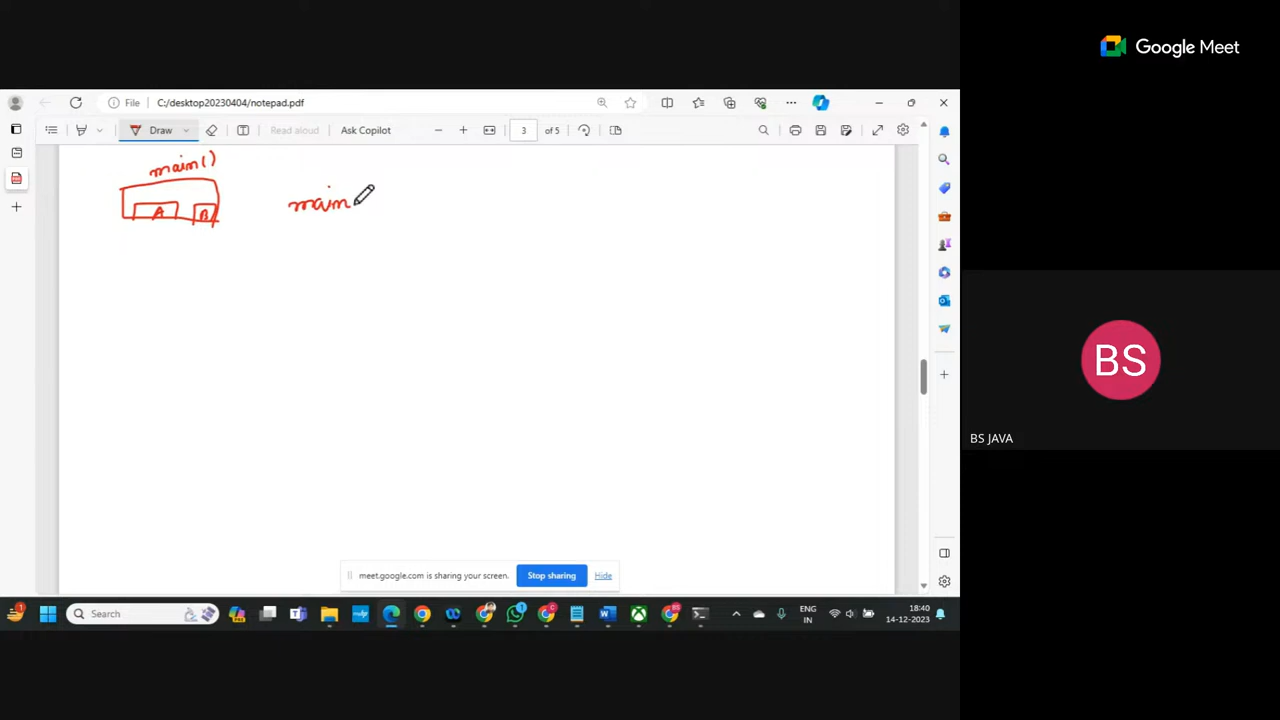 Google Meet
File C:/desktop20230404/notepad.pdf
Draw Read aloud Ask Copilot 3 of 5
main()
A B
main
BS
BS JAVA
meet.google.com is sharing your screen. Stop sharing Hide
Search
ENG
IN
18:40
14-12-2023